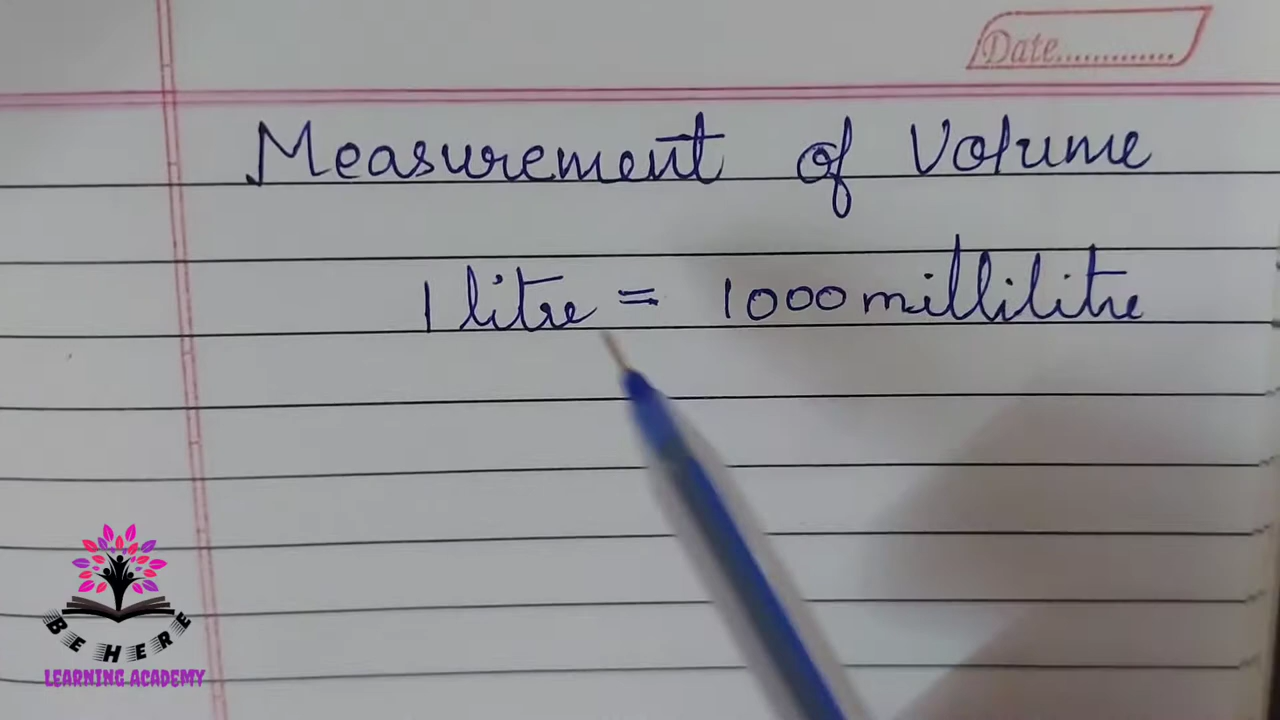 Date.............
Measurement of Volume
1 litre = 1000 millilitre
BE HERE
LEARNING ACADEMY